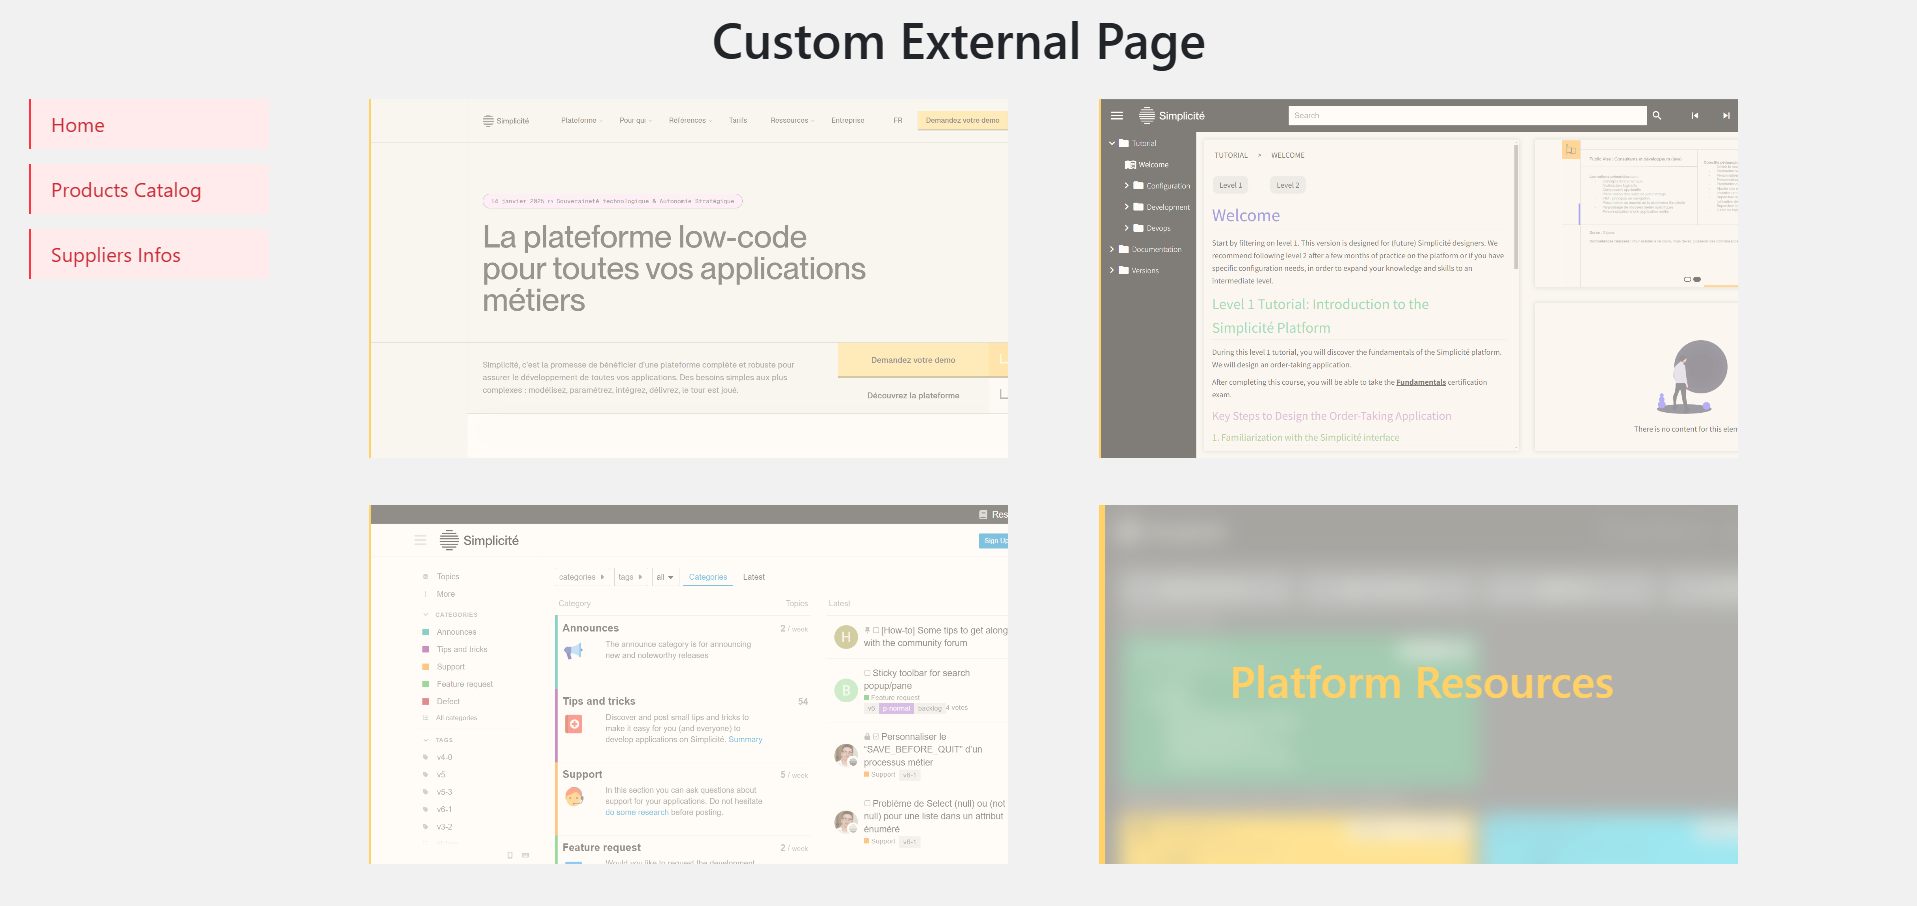 Custom External Page
Home
Products Catalog
Suppliers Infos
Simplicité
Plateforme
Pour qui
Références
Tarifs
Ressources
Entreprise
FR
Demandez votre demo
14 janvier 2025 Souveraineté technologique & Autonomie Stratégique
La plateforme low-code
pour toutes vos applications
métiers
Simplicité, c'est la promesse de bénéficier d'une plateforme complète et robuste pour
assurer le développement de toutes vos applications. Des besoins simples aux plus
complexes : modélisez, paramétrez, intégrez, délivrez, le tour est joué.
Demandez votre demo
Découvrez la plateforme
Simplicité
Search
Tutorial
Welcome
Configuration
Development
Devops
Documentation
Versions
TUTORIAL > WELCOME
Level 1
Level 2
Welcome
Start by filtering on level 1. This version is designed for (future) Simplicité designers. We
recommend following level 2 after a few months of practice on the platform or if you have
specific configuration needs, in order to expand your knowledge and skills to an
intermediate level.
Level 1 Tutorial: Introduction to the
Simplicité Platform
During this level 1 tutorial, you will discover the fundamentals of the Simplicité platform.
We will design an order-taking application.
After completing this course, you will be able to take the Fundamentals certification
exam.
Key Steps to Design the Order-Taking Application
1. Familiarization with the Simplicité interface
There is no content for this elem
Res
Simplicité
Sign Up
Topics
More
CATEGORIES
Announces
Tips and tricks
Support
Feature request
Defect
All categories
TAGS
v4-0
v5
v5-3
v6-1
v3-2
categories
tags
all
Categories
Latest
Category
Topics
Announces
2 / week
The announce category is for announcing
new and noteworthy releases
Tips and tricks
54
Discover and post small tips and tricks to
make it easy for you (and everyone) to
develop applications on Simplicité. Summary
Support
5 / week
In this section you can ask questions about
support for your applications. Do not hesitate
do some research before posting.
Feature request
2 / week
Would you like to request the development
Latest
H
[How-to] Some tips to get along
with the community forum
B
Sticky toolbar for search
popup/pane
Feature request
v5 p-normal backlog 4 votes
Personnaliser le
"SAVE_BEFORE_QUIT" d'un
processus métier
Support v6-1
Problème de Select (null) ou (not
null) pour une liste dans un attribut
énuméré
Support v6-1
Platform Resources